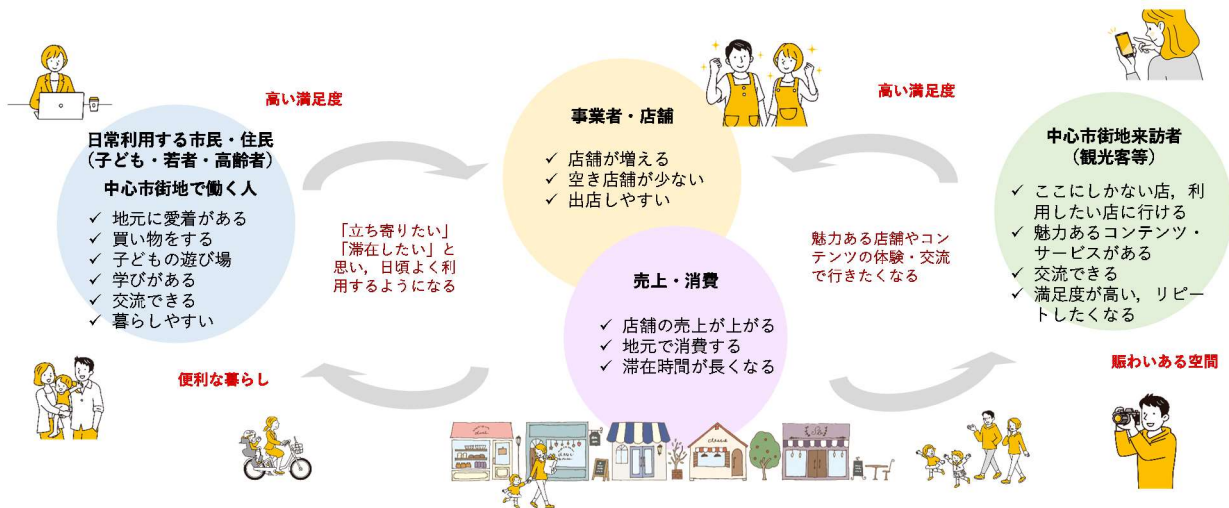 高い満足度
日常利用する市民・住民
（子ども・若者・高齢者）
中心市街地で働く人
✓ 地元に愛着がある
✓ 買い物をする
✓ 子どもの遊び場
✓ 学びがある
✓ 交流できる
✓ 暮らしやすい
便利な暮らし
「立ち寄りたい」
「滞在したい」と
思い，日頃よく利
用するようになる
事業者・店舗
✓ 店舗が増える
✓ 空き店舗が少ない
✓ 出店しやすい
売上・消費
✓ 店舗の売上が上がる
✓ 地元で消費する
✓ 滞在時間が長くなる
高い満足度
魅力ある店舗やコン
テンツの体験・交流
で行きたくなる
中心市街地来訪者
（観光客等）
✓ ここにしかない店，利
用したい店に行ける
✓ 魅力あるコンテンツ・
サービスがある
✓ 交流できる
✓ 満足度が高い，リピー
トしたくなる
賑わいある空間